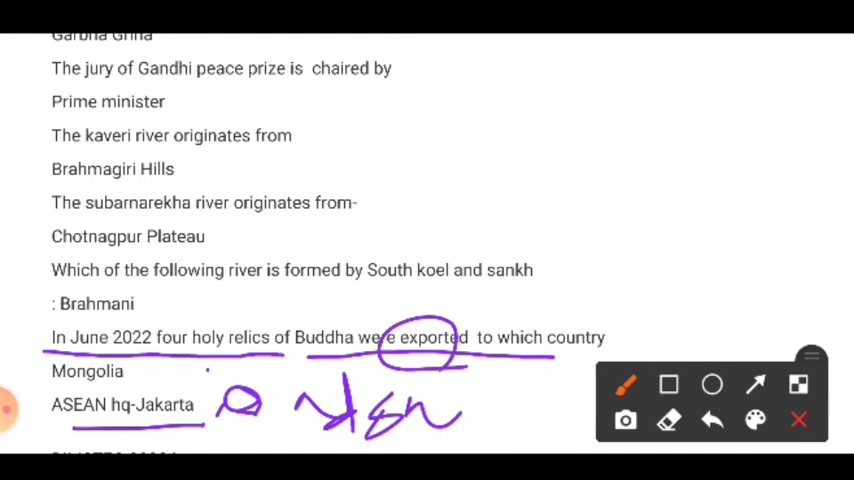 Garbha Griha
The jury of Gandhi peace prize is chaired by
Prime minister
The kaveri river originates from
Brahmagiri Hills
The subarnarekha river originates from-
Chotnagpur Plateau
Which of the following river is formed by South koel and sankh
: Brahmani
In June 2022 four holy relics of Buddha were exported to which country
Mongolia
ASEAN hq-Jakarta